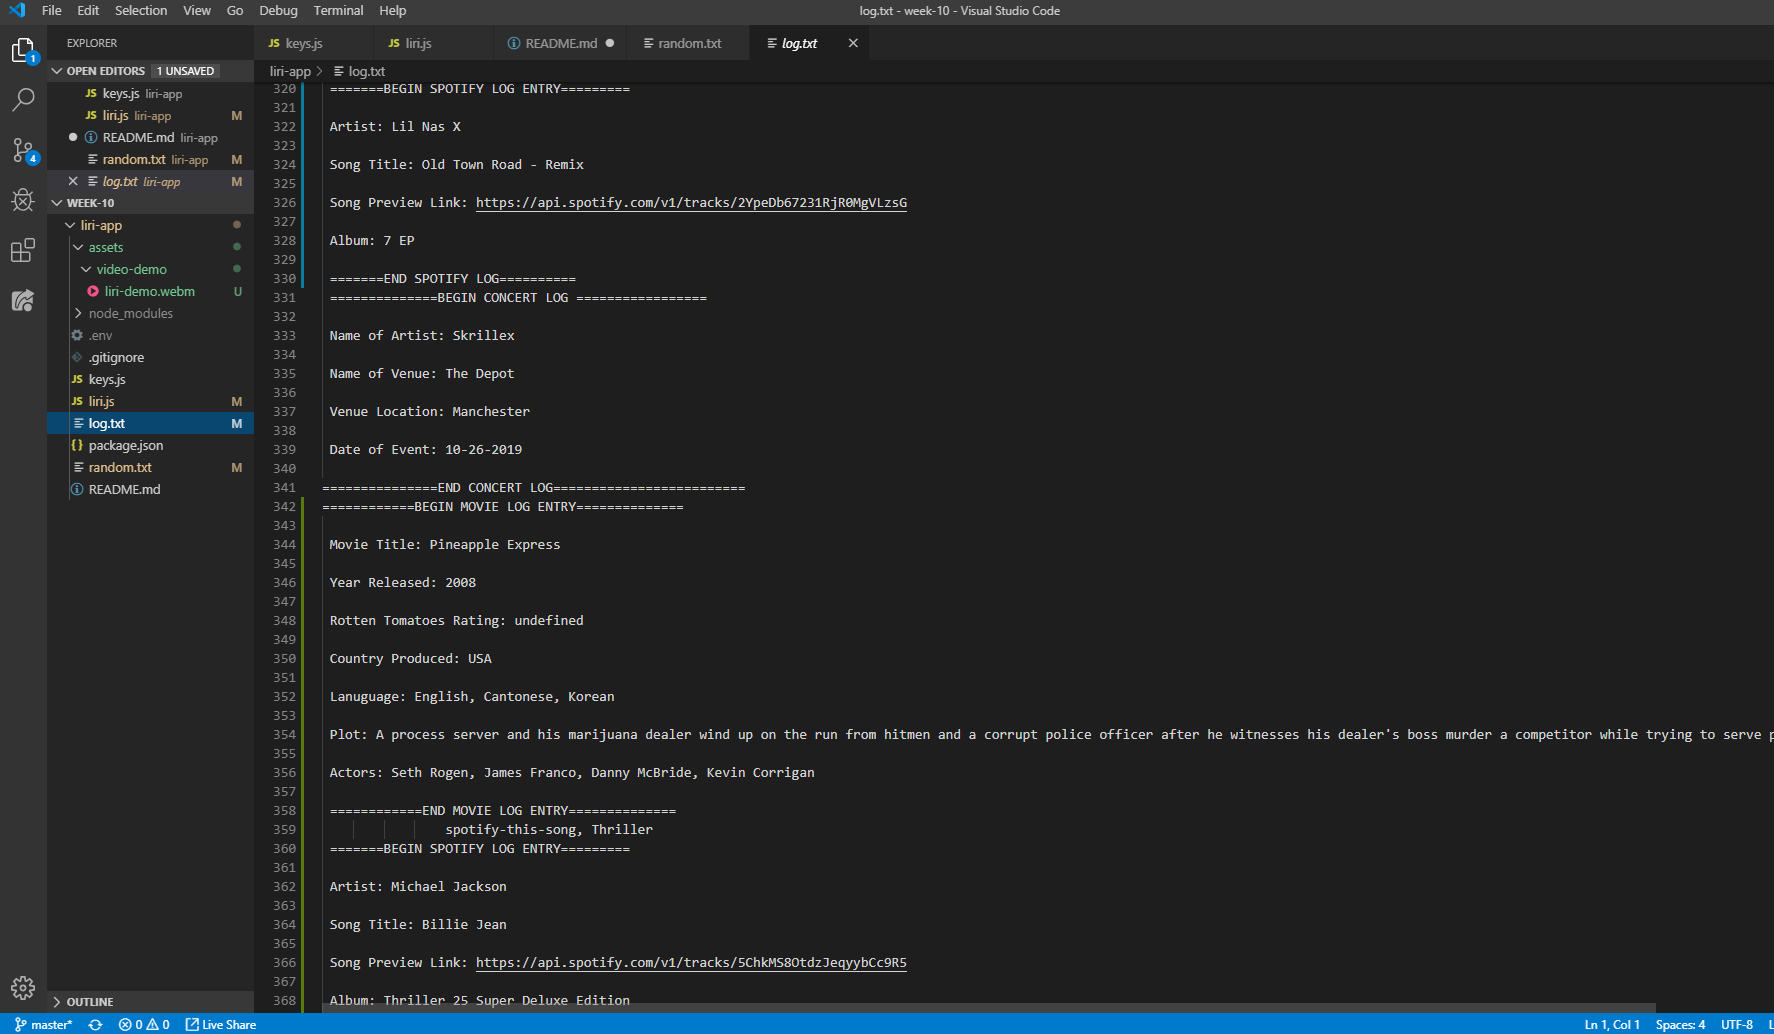 File Edit Selection View Go Debug Terminal Help
log.txt - week-10 - Visual Studio Code
EXPLORER
JS keys.js
JS liri.js
README.md
random.txt
log.txt
OPEN EDITORS 1 UNSAVED
JS keys.js liri-app
JS liri.js liri-app M
README.md liri-app
random.txt liri-app M
log.txt liri-app M
WEEK-10
liri-app
assets
video-demo
liri-demo.webm U
node_modules
.env
.gitignore
JS keys.js
JS liri.js M
log.txt M
{} package.json
random.txt M
README.md
OUTLINE
1
4
liri-app > log.txt
320 =======BEGIN SPOTIFY LOG ENTRY=========
321
322 Artist: Lil Nas X
323
324 Song Title: Old Town Road - Remix
325
326 Song Preview Link: https://api.spotify.com/v1/tracks/2YpeDb67231RjR0MgVLzsG
327
328 Album: 7 EP
329
330 =======END SPOTIFY LOG==========
331 ==============BEGIN CONCERT LOG =================
332
333 Name of Artist: Skrillex
334
335 Name of Venue: The Depot
336
337 Venue Location: Manchester
338
339 Date of Event: 10-26-2019
340
341 ===============END CONCERT LOG=========================
342 ============BEGIN MOVIE LOG ENTRY==============
343
344 Movie Title: Pineapple Express
345
346 Year Released: 2008
347
348 Rotten Tomatoes Rating: undefined
349
350 Country Produced: USA
351
352 Lanuguage: English, Cantonese, Korean
353
354 Plot: A process server and his marijuana dealer wind up on the run from hitmen and a corrupt police officer after he witnesses his dealer's boss murder a competitor while trying to serve
355
356 Actors: Seth Rogen, James Franco, Danny McBride, Kevin Corrigan
357
358 ============END MOVIE LOG ENTRY==============
359 spotify-this-song, Thriller
360 =======BEGIN SPOTIFY LOG ENTRY=========
361
362 Artist: Michael Jackson
363
364 Song Title: Billie Jean
365
366 Song Preview Link: https://api.spotify.com/v1/tracks/5ChkMS8OtdzJeqyybCc9R5
367
368 Album: Thriller 25 Super Deluxe Edition
master* 0 0 Live Share
Ln 1, Col 1 Spaces: 4 UTF-8